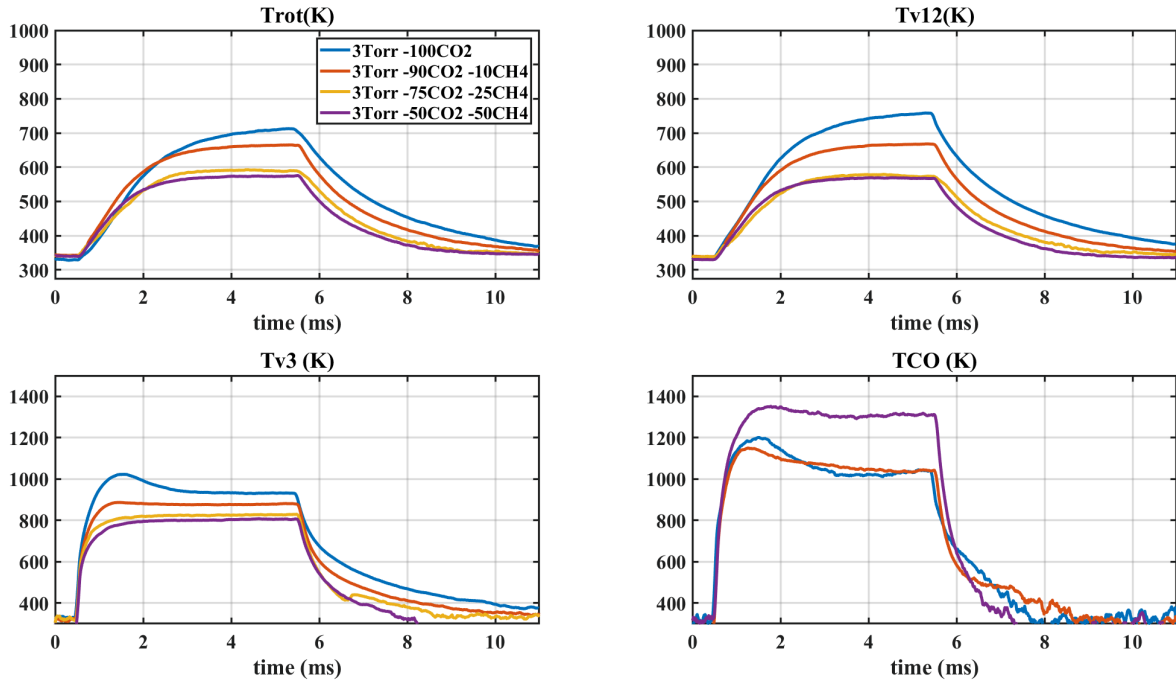 Trot(K)
1000
900
800
700
600
500
400
300
0 2 4 6 8 10
time (ms)
3Torr -100CO2
3Torr -90CO2 -10CH4
3Torr -75CO2 -25CH4
3Torr -50CO2 -50CH4
Tv12(K)
1000
900
800
700
600
500
400
300
0 2 4 6 8 10
time (ms)
Tv3 (K)
1400
1200
1000
800
600
400
0 2 4 6 8 10
time (ms)
TCO (K)
1400
1200
1000
800
600
400
0 2 4 6 8 10
time (ms)